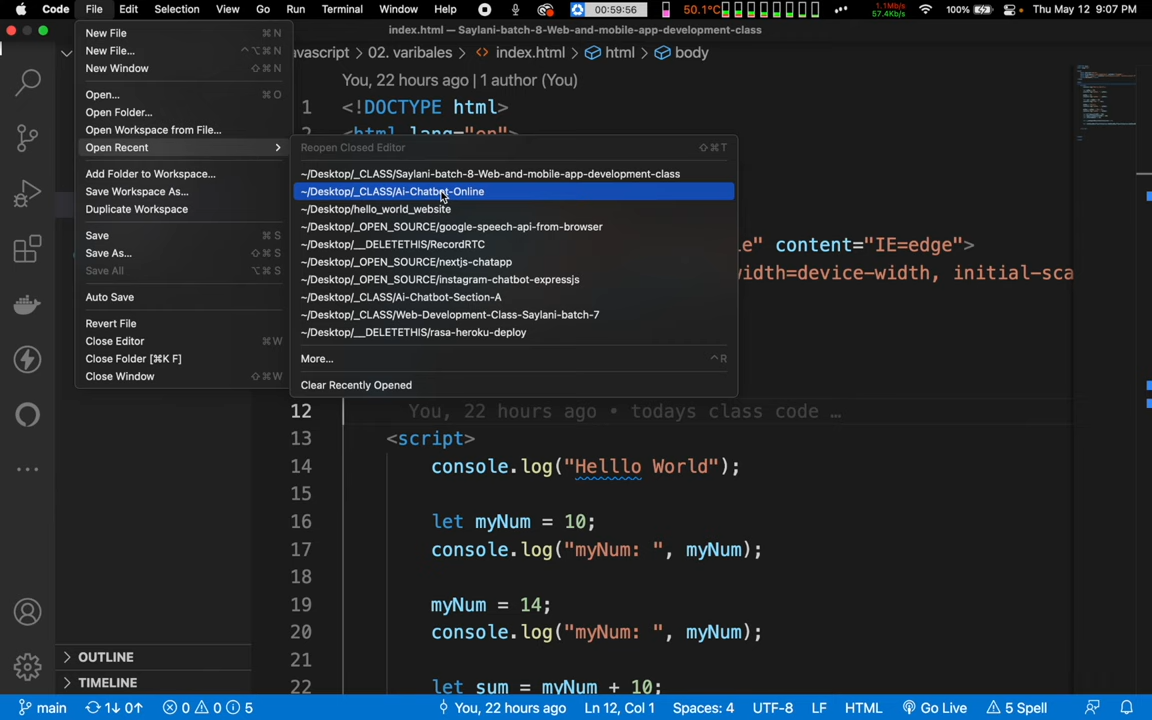 Code File Edit Selection View Go Run Terminal Window Help 00:59:56 50.1°C 1.1Mb/s 57.4Kb/s 100% Thu May 12 9:07 PM
index.html — Saylani-batch-8-Web-and-mobile-app-development-class
New File ⌘ N
New File... ^⌥⌘ N
New Window ⇧⌘ N
Open... ⌘ O
Open Folder...
Open Workspace from File...
Open Recent >
Add Folder to Workspace...
Save Workspace As...
Duplicate Workspace
Save ⌘ S
Save As... ⇧⌘ S
Save All ⌥⌘ S
Auto Save
Revert File
Close Editor ⌘ W
Close Folder [⌘K F]
Close Window ⇧⌘ W
Reopen Closed Editor ⇧⌘ T
~/Desktop/_CLASS/Saylani-batch-8-Web-and-mobile-app-development-class
~/Desktop/_CLASS/Ai-Chatbot-Online
~/Desktop/hello_world_website
~/Desktop/_OPEN_SOURCE/google-speech-api-from-browser
~/Desktop/__DELETETHIS/RecordRTC
~/Desktop/_OPEN_SOURCE/nextjs-chatapp
~/Desktop/_OPEN_SOURCE/instagram-chatbot-expressjs
~/Desktop/_CLASS/Ai-Chatbot-Section-A
~/Desktop/_CLASS/Web-Development-Class-Saylani-batch-7
~/Desktop/__DELETETHIS/rasa-heroku-deploy
More... ^ R
Clear Recently Opened
avascript > 02. varibales > index.html > html > body
You, 22 hours ago | 1 author (You)
1 <!DOCTYPE html>
2 <html lang="en">
e" content="IE=edge">
idth=device-width, initial-sca
12 You, 22 hours ago • todays class code …
13 <script>
14 console.log("Helllo World");
15
16 let myNum = 10;
17 console.log("myNum: ", myNum);
18
19 myNum = 14;
20 console.log("myNum: ", myNum);
21
22 let sum = myNum + 10;
> OUTLINE
> TIMELINE
main 1↓ 0↑ 0 0 5 You, 22 hours ago Ln 12, Col 1 Spaces: 4 UTF-8 LF HTML Go Live 5 Spell